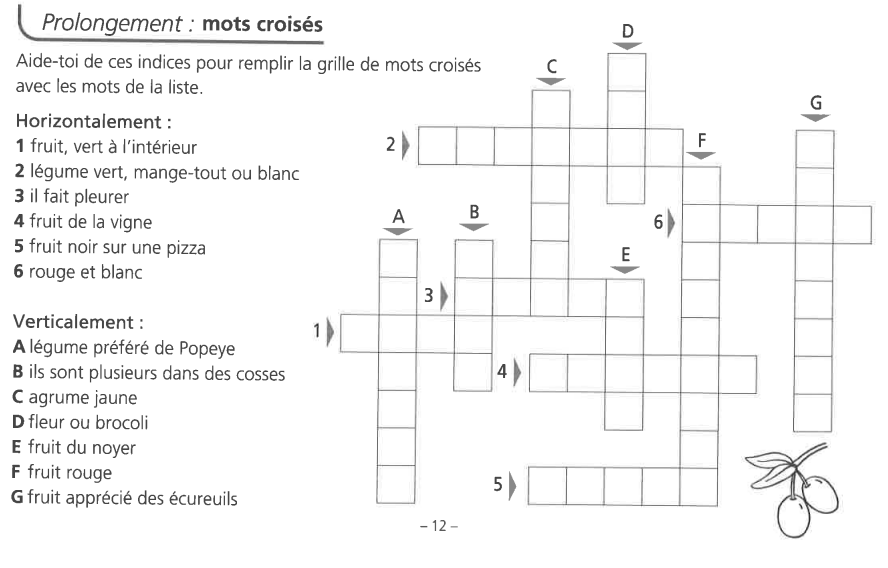 Prolongement : mots croisés
Aide-toi de ces indices pour remplir la grille de mots croisés
avec les mots de la liste.
Horizontalement :
1 fruit, vert à l'intérieur
2 légume vert, mange-tout ou blanc
3 il fait pleurer
4 fruit de la vigne
5 fruit noir sur une pizza
6 rouge et blanc
Verticalement :
A légume préféré de Popeye
B ils sont plusieurs dans des cosses
C agrume jaune
D fleur ou brocoli
E fruit du noyer
F fruit rouge
G fruit apprécié des écureuils
D
C
G
2
F
A
B
6
E
3
1
4
5
– 12 –